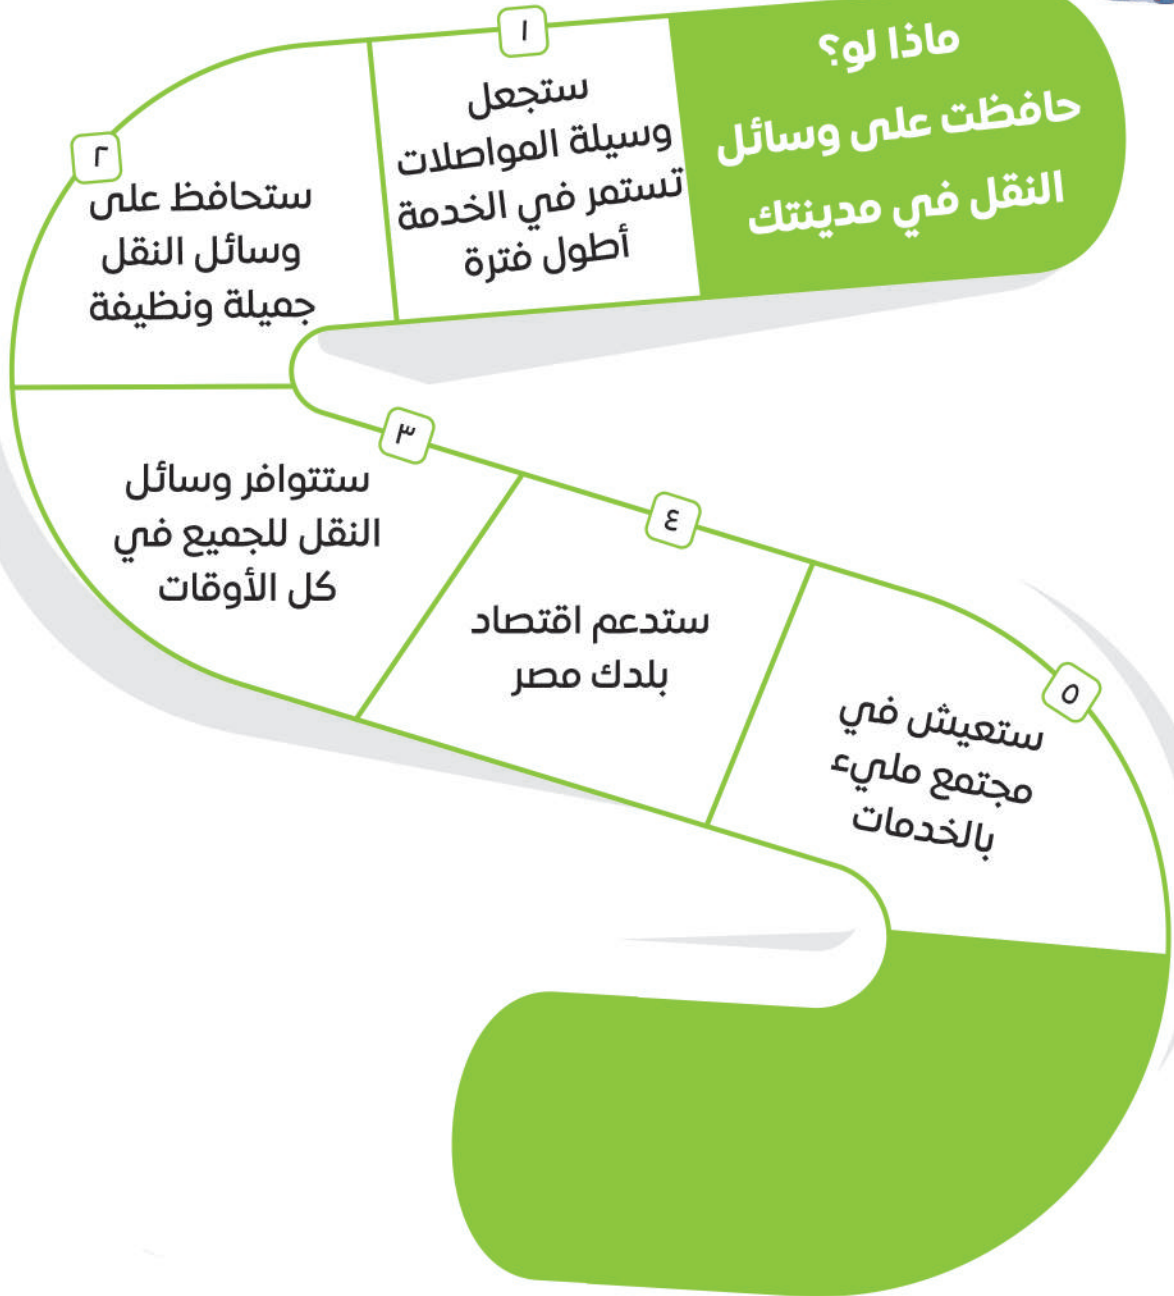 ماذا لو؟
حافظت على وسائل
النقل في مدينتك
١
ستجعل
وسيلة المواصلات
تستمر في الخدمة
أطول فترة
٢
ستحافظ على
وسائل النقل
جميلة ونظيفة
٣
ستتوافر وسائل
النقل للجميع في
كل الأوقات
٤
ستدعم اقتصاد
بلدك مصر
٥
ستعيش في
مجتمع مليء
بالخدمات